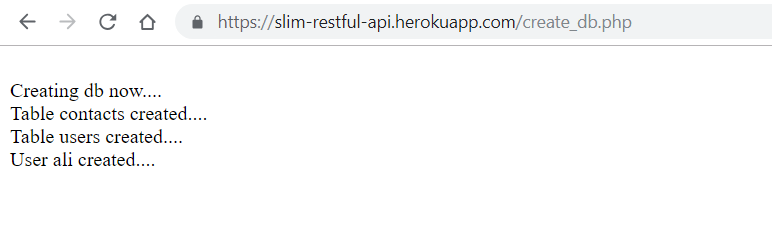 https://slim-restful-api.herokuapp.com/create_db.php
Creating db now....
Table contacts created....
Table users created....
User ali created....